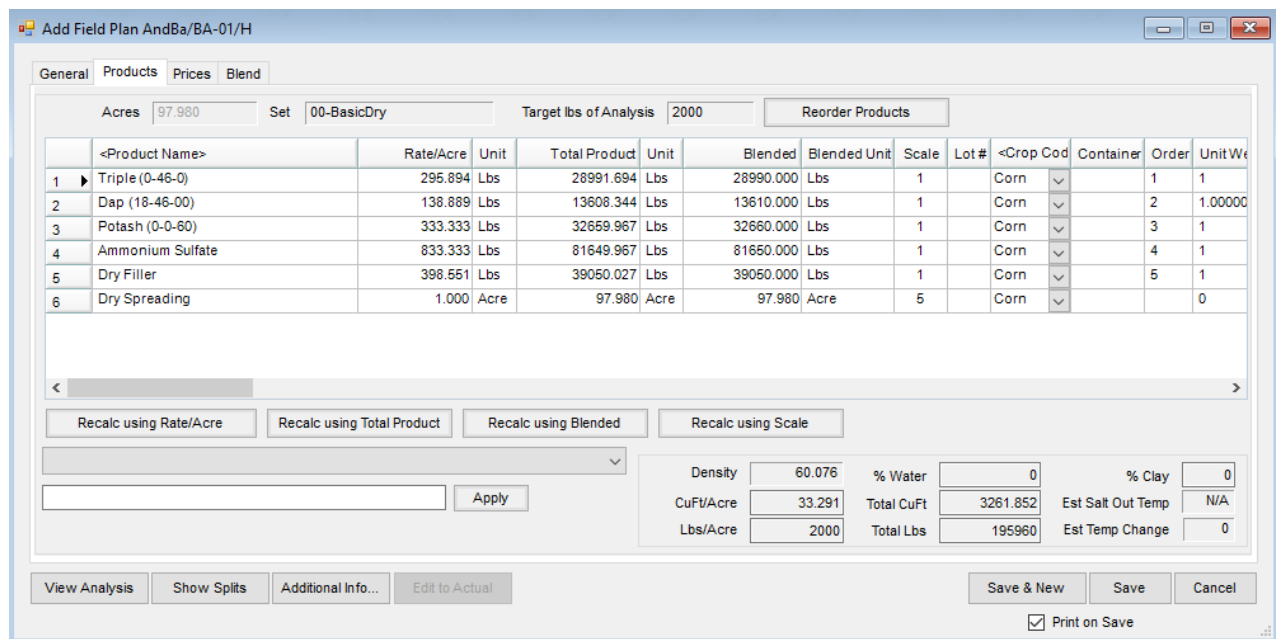 Add Field Plan AndBa/BA-01/H
General Products Prices Blend
Acres 97.980 Set 00-BasicDry Target lbs of Analysis 2000 Reorder Products
<Product Name> Rate/Acre Unit Total Product Unit Blended Blended Unit Scale Lot # <Crop Cod Container Order Unit We
1 Triple (0-46-0) 295.894 Lbs 28991.694 Lbs 28990.000 Lbs 1 Corn 1 1
2 Dap (18-46-00) 138.889 Lbs 13608.344 Lbs 13610.000 Lbs 1 Corn 2 1.00000
3 Potash (0-0-60) 333.333 Lbs 32659.967 Lbs 32660.000 Lbs 1 Corn 3 1
4 Ammonium Sulfate 833.333 Lbs 81649.967 Lbs 81650.000 Lbs 1 Corn 4 1
5 Dry Filler 398.551 Lbs 39050.027 Lbs 39050.000 Lbs 1 Corn 5 1
6 Dry Spreading 1.000 Acre 97.980 Acre 97.980 Acre 5 Corn 0
Recalc using Rate/Acre Recalc using Total Product Recalc using Blended Recalc using Scale
Density 60.076 % Water 0 % Clay 0
Apply CuFt/Acre 33.291 Total CuFt 3261.852 Est Salt Out Temp N/A
Lbs/Acre 2000 Total Lbs 195960 Est Temp Change 0
View Analysis Show Splits Additional Info... Edit to Actual Save & New Save Cancel
Print on Save